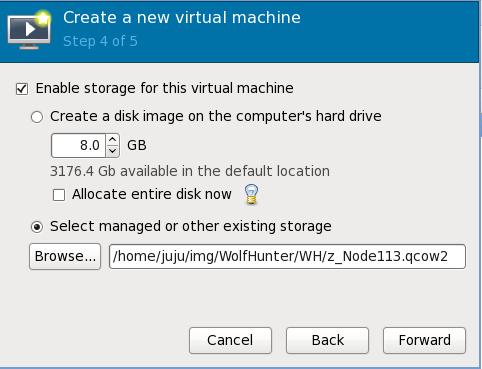 Create a new virtual machine
Step 4 of 5
Enable storage for this virtual machine
Create a disk image on the computer's hard drive
8.0 GB
3176.4 Gb available in the default location
Allocate entire disk now
Select managed or other existing storage
Browse... /home/juju/img/WolfHunter/WH/z_Node113.qcow2
Cancel Back Forward